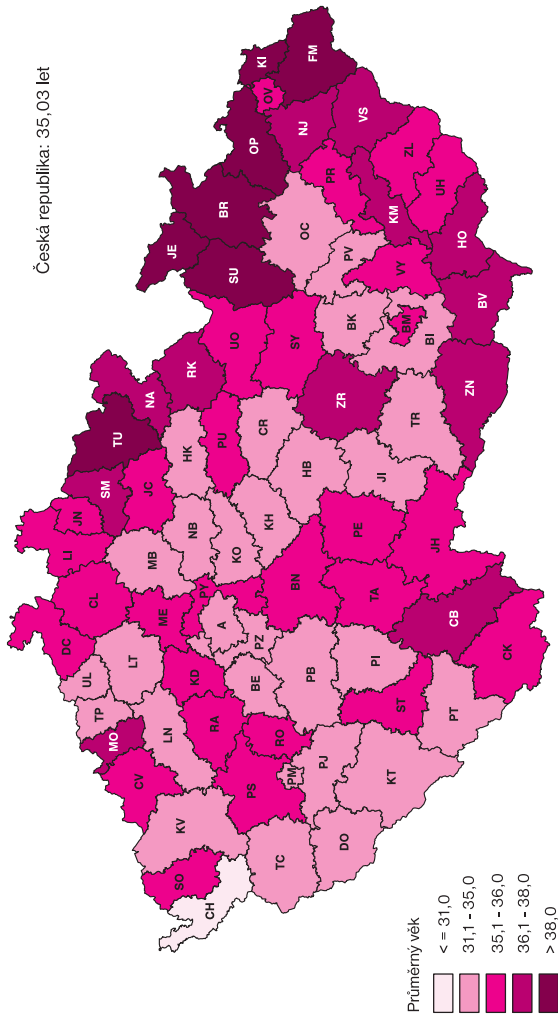 Česká republika: 35,03 let
DC
LI
JN
UL
CL
TP
SM
MO
TU
LT
CV
JC
NA
MB
ME
LN
JE
SO
KV
HK
RK
KD
NB
PY
CH
RA
A
PU
BR
UO
SU
KO
PS
OP
BE
PZ
KI
CR
KH
OV
RO
TC
PM
BN
SY
NJ
OC
PB
HB
FM
PJ
PR
ZR
DO
PV
BK
PE
VS
TA
PI
JI
KT
KM
VY
ST
BM
ZL
TR
BI
JH
UH
PT
CB
HO
ZN
BV
CK
Průměrný věk
< = 31,0
31,1 - 35,0
35,1 - 36,0
36,1 - 38,0
> 38,0